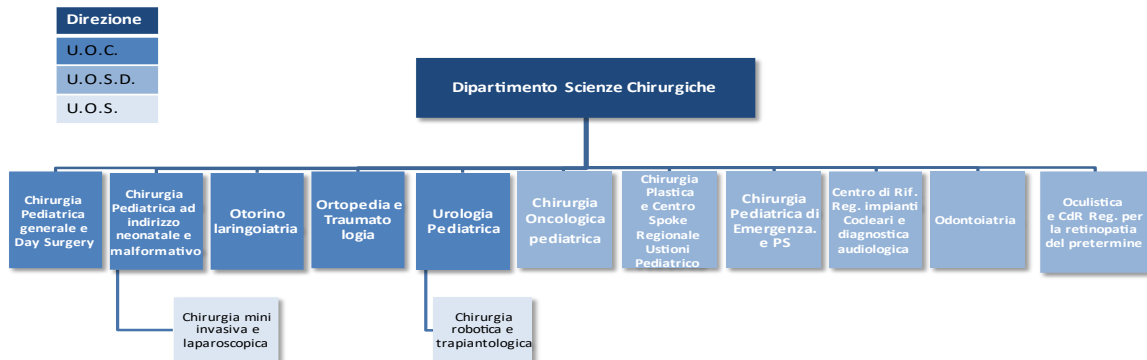 Direzione
U.O.C.
U.O.S.D.
U.O.S.
Dipartimento Scienze Chirurgiche
Chirurgia
Pediatrica
generale e
Day Surgery
Chirurgia
Pediatrica ad
indirizzo
neonatale e
malformativo
Otorino
laringoiatria
Ortopedia e
Traumato
logia
Urologia
Pediatrica
Chirurgia
Oncologica
pediatrica
Chirurgia
Plastica
e Centro
Spoke
Regionale
Ustioni
Pediatrico
Chirurgia
Pediatrica di
Emergenza.
e PS
Centro di Rif.
Reg. impianti
Cocleari e
diagnostica
audiologica
Odontoiatria
Oculistica
e CdR Reg. per
la retinopatia
del pretermine
Chirurgia mini
invasiva e
laparoscopica
Chirurgia
robotica e
trapiantologica